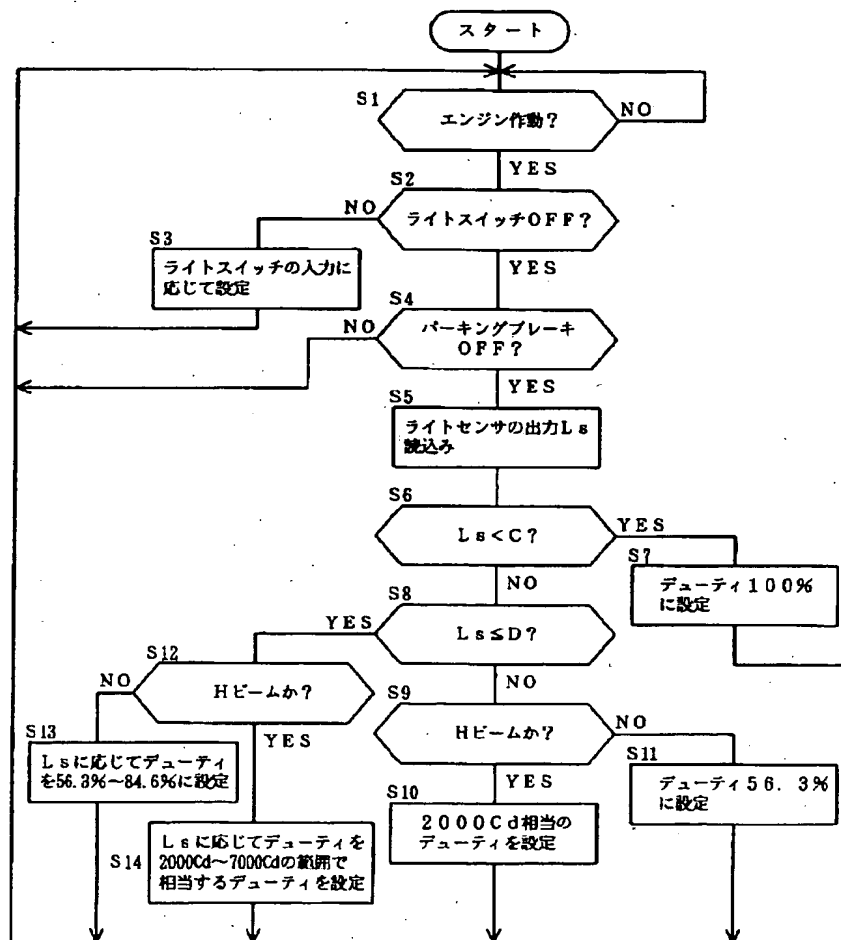 スタート
S1
エンジン作動?
NO
YES
S2
NO
ライトスイッチOFF?
S3
YES
ライトスイッチの入力に
応じて設定
S4
NO
パーキングブレーキ
OFF?
YES
S5
ライトセンサの出力Ls
読込み
S6
Ls<C?
YES
S7
NO
デューティ100%
に設定
S8
YES
Ls≤D?
S12
NO
NO
Hビームか?
S9
Hビームか?
NO
S13
YES
S11
Lsに応じてデューティ
を56.3%~84.6%に設定
YES
デューティ56.3%
に設定
S10
2000Cd相当の
デューティを設定
S14
Lsに応じてデューティを
2000Cd~7000Cdの範囲で
相当するデューティを設定